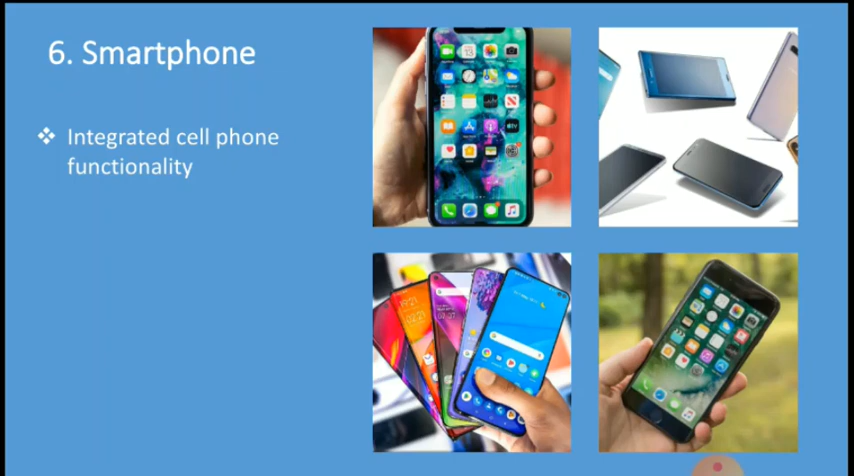 6. Smartphone
❖ Integrated cell phone
functionality